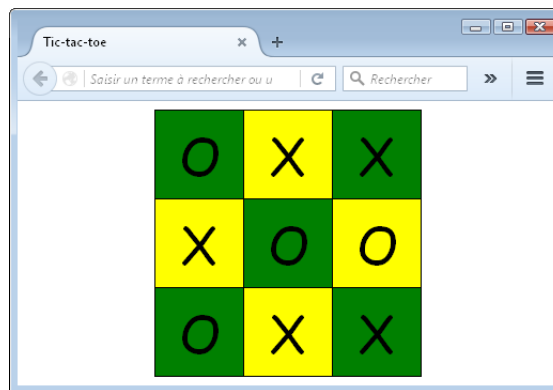 Tic-tac-toe
Saisir un terme à rechercher ou u
Rechercher
O X X
X O O
O X X